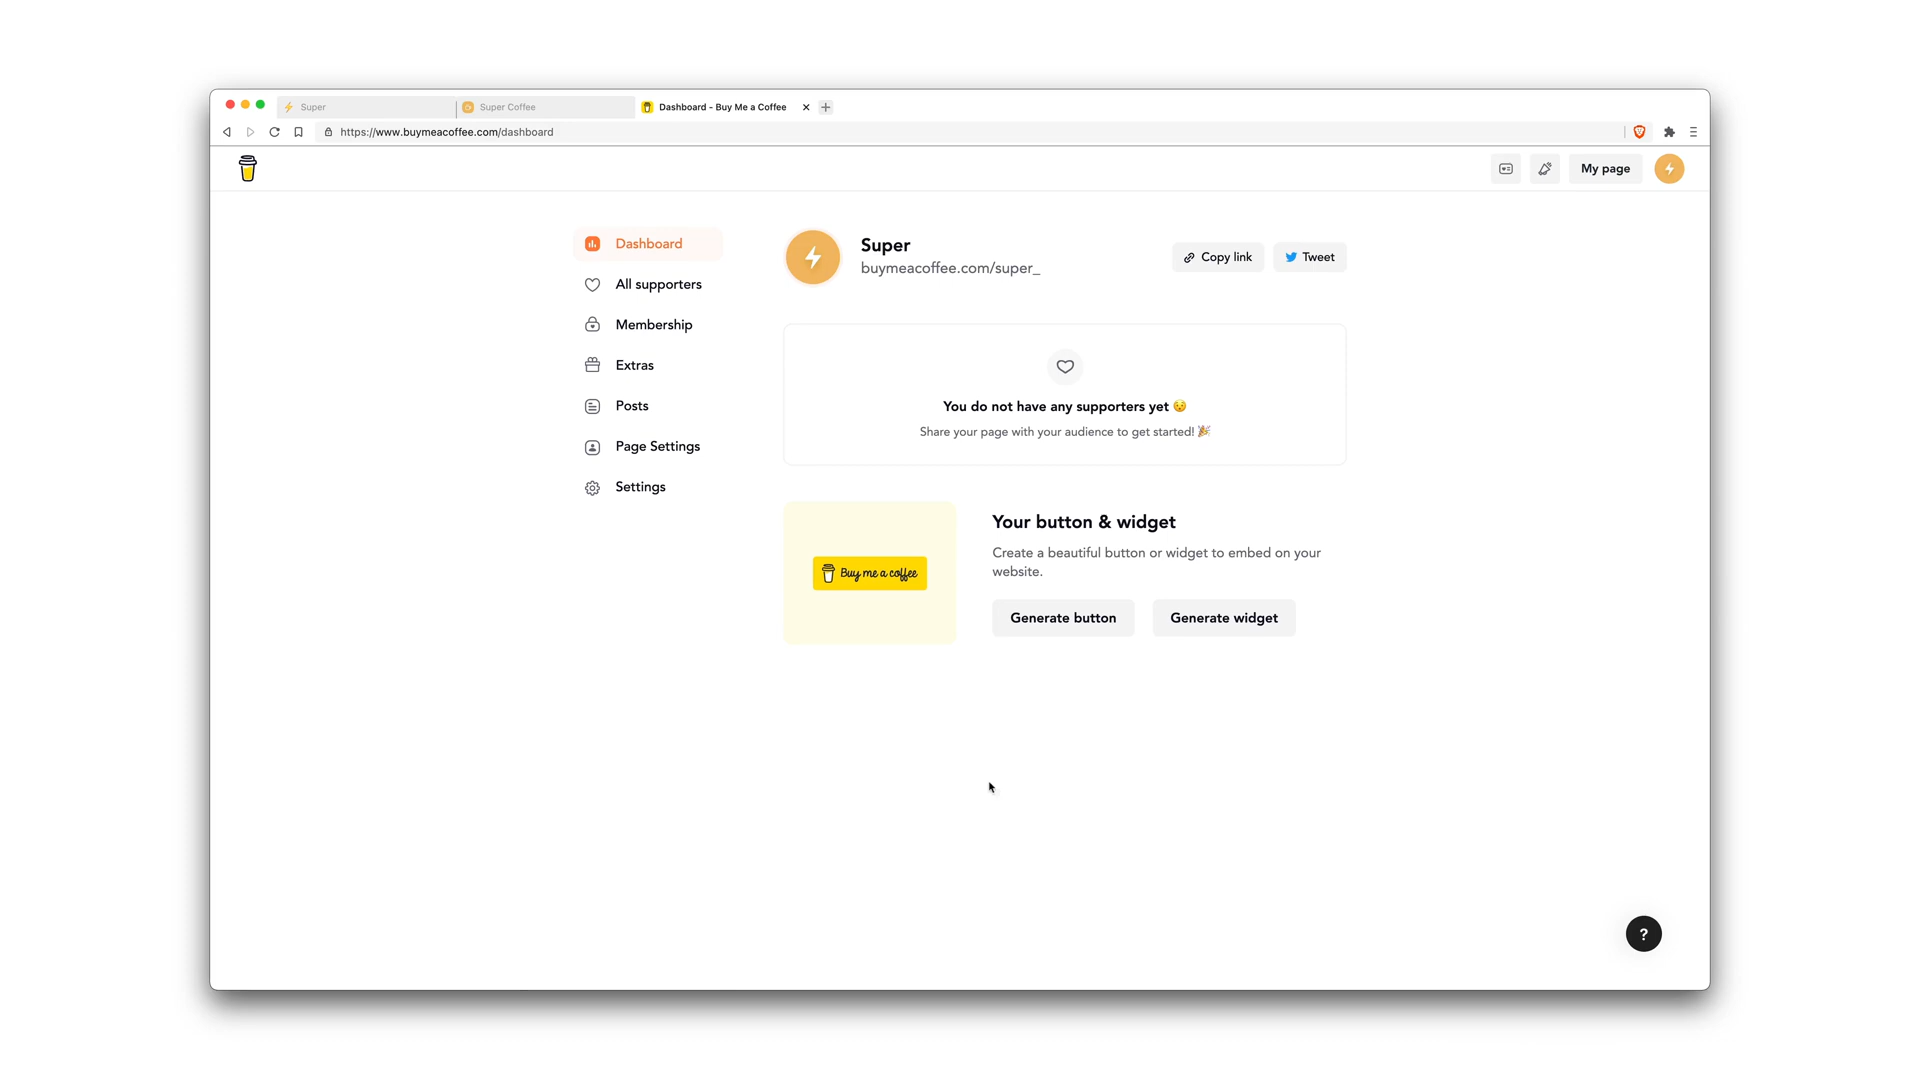 Super
Super Coffee
Dashboard - Buy Me a Coffee
https://www.buymeacoffee.com/dashboard
My page
Dashboard
All supporters
Membership
Extras
Posts
Page Settings
Settings
Super
buymeacoffee.com/super_
Copy link
Tweet
You do not have any supporters yet 😟
Share your page with your audience to get started! 🎉
Buy me a coffee
Your button & widget
Create a beautiful button or widget to embed on your
website.
Generate button
Generate widget
?